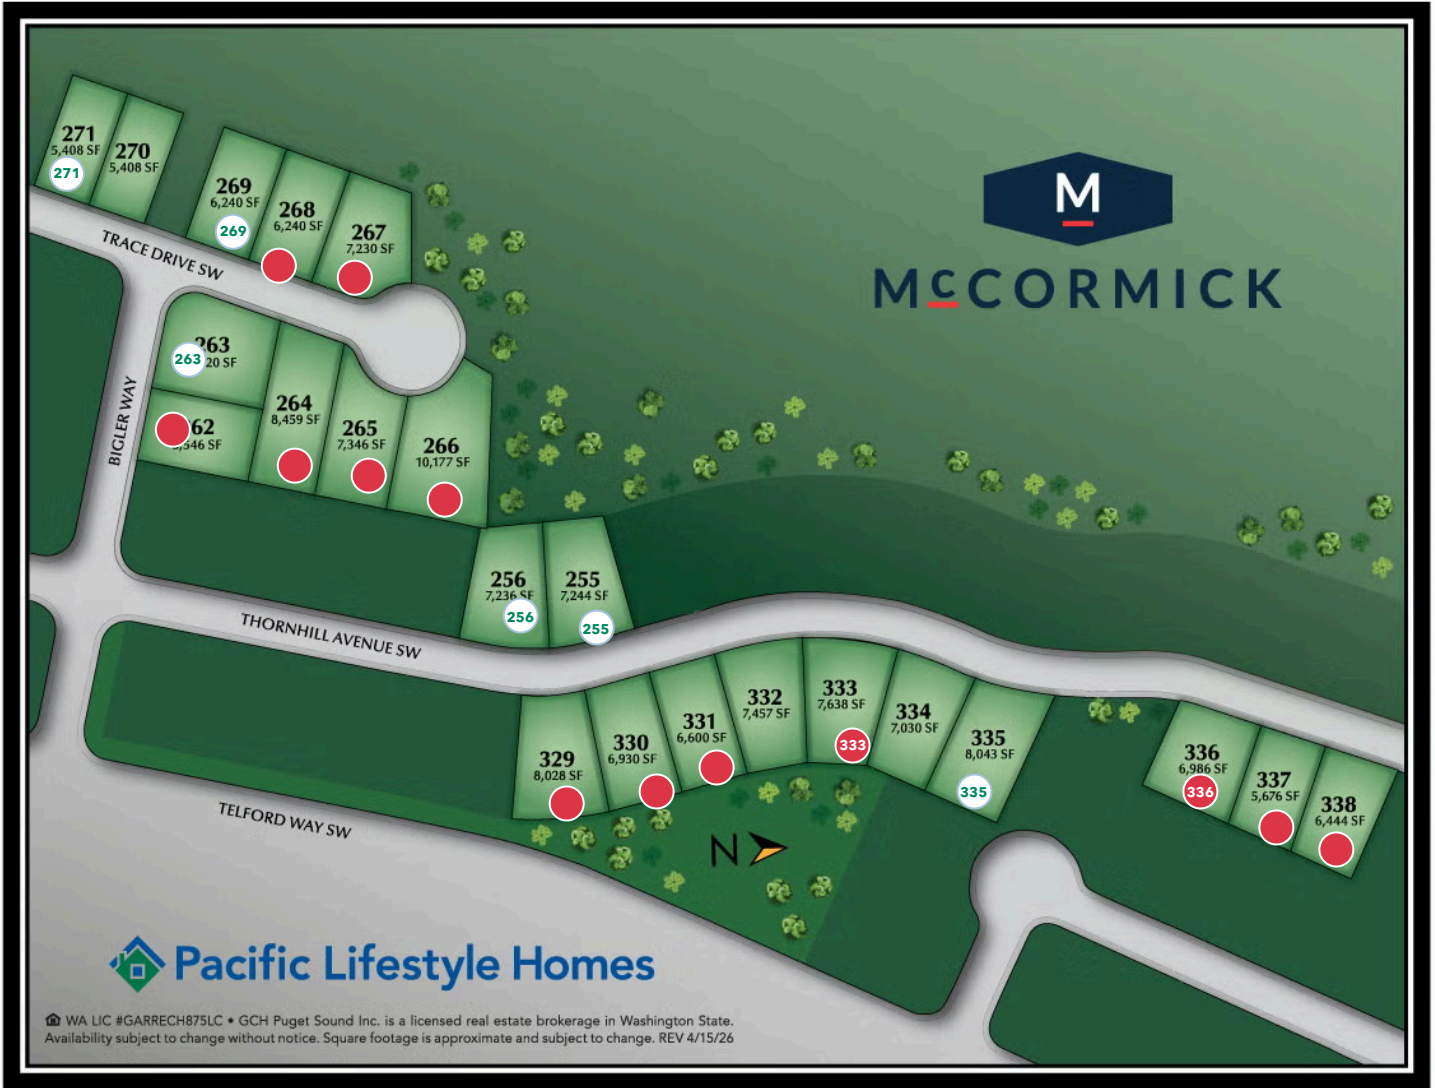 271
5,408 SF
271
270
5,408 SF
269
6,240 SF
269
268
6,240 SF
267
7,230 SF
M
McCORMICK
TRACE DRIVE SW
263
263
20 SF
62
,546 SF
264
8,459 SF
265
7,346 SF
266
10,177 SF
BIGLER WAY
256
7,236 SF
256
255
7,244 SF
255
THORNHILL AVENUE SW
329
8,028 SF
330
6,930 SF
331
6,600 SF
332
7,457 SF
333
7,638 SF
333
334
7,030 SF
335
8,043 SF
335
336
6,986 SF
336
337
5,676 SF
338
6,444 SF
TELFORD WAY SW
N
Pacific Lifestyle Homes
WA LIC #GARRECH875LC • GCH Puget Sound Inc. is a licensed real estate brokerage in Washington State.
Availability subject to change without notice. Square footage is approximate and subject to change. REV 4/15/26